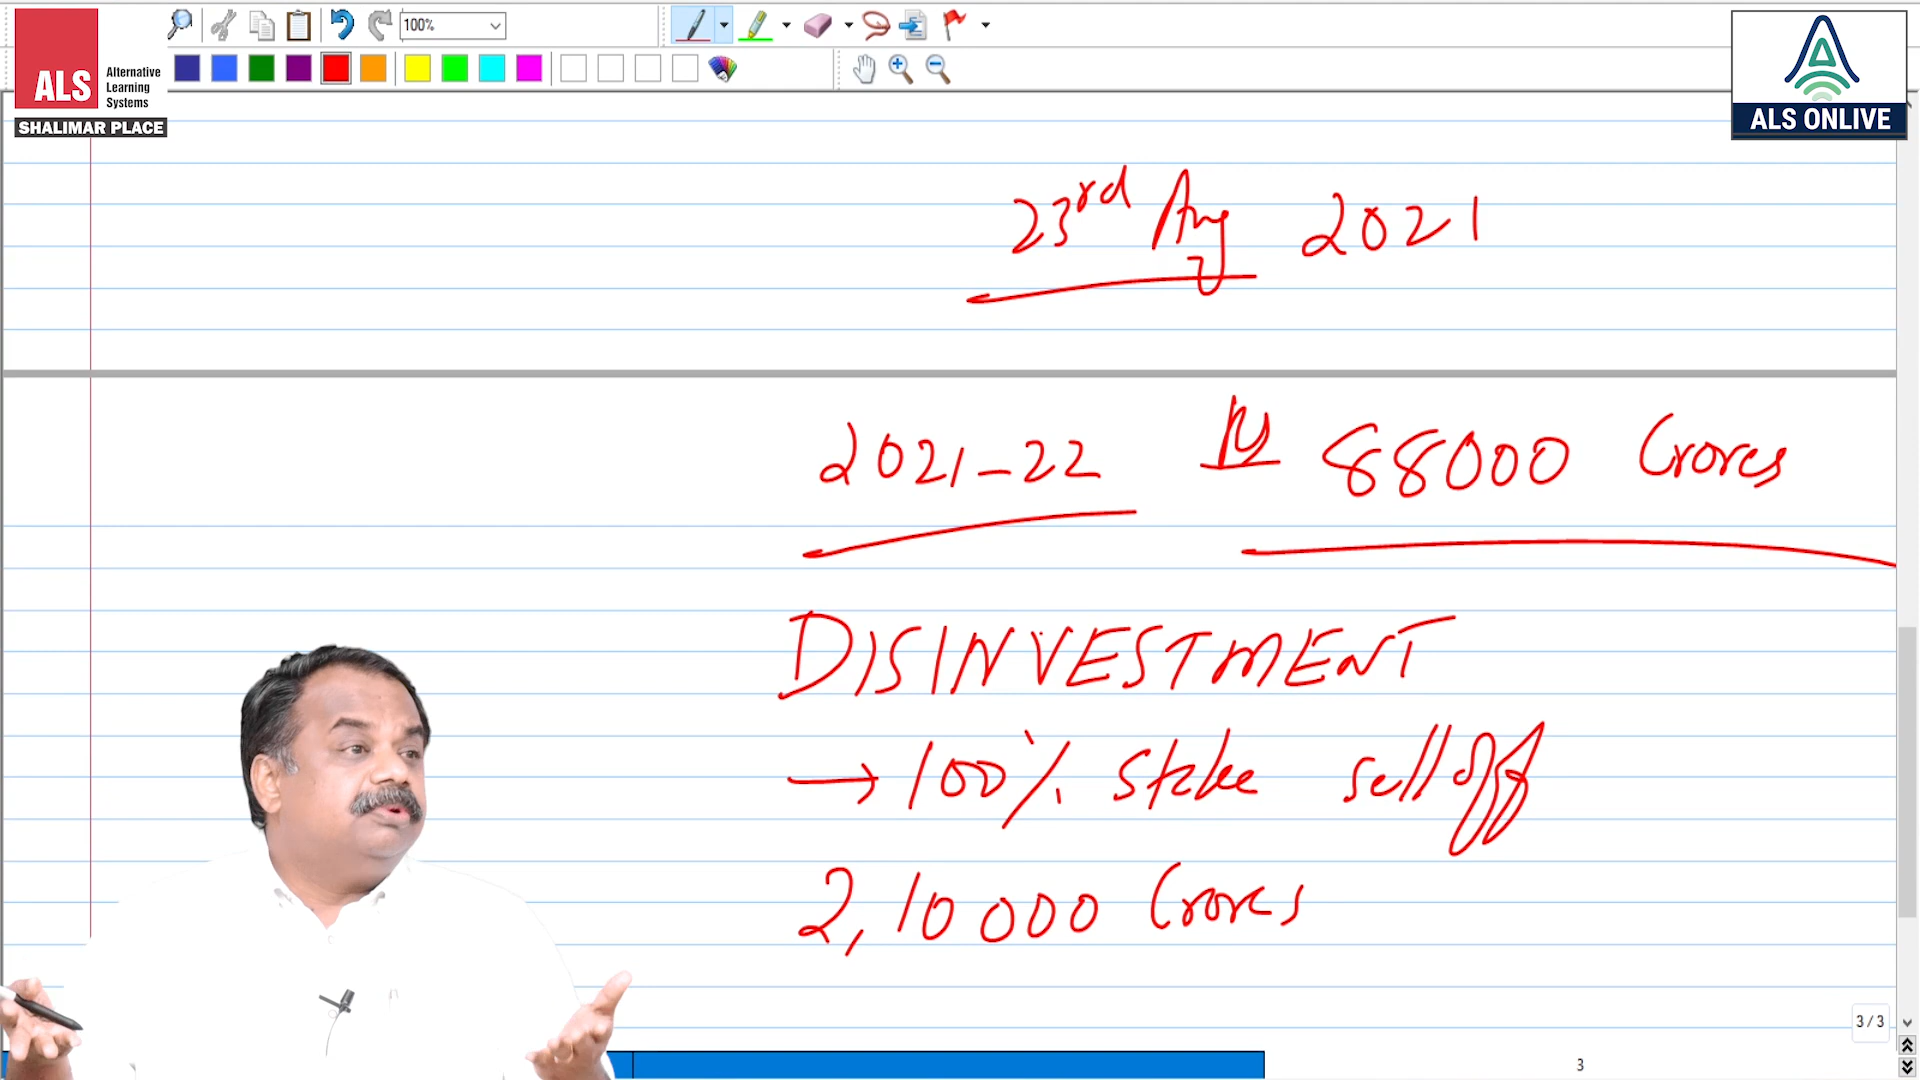 100%
ALS
Alternative
Learning
Systems
SHALIMAR PLACE
ALS ONLIVE
23rd Aug 2021
2021-22 Rs 88000 Crores
DISINVESTMENT
→ 100% stake sell off
2,10000 Crores
3/3
3